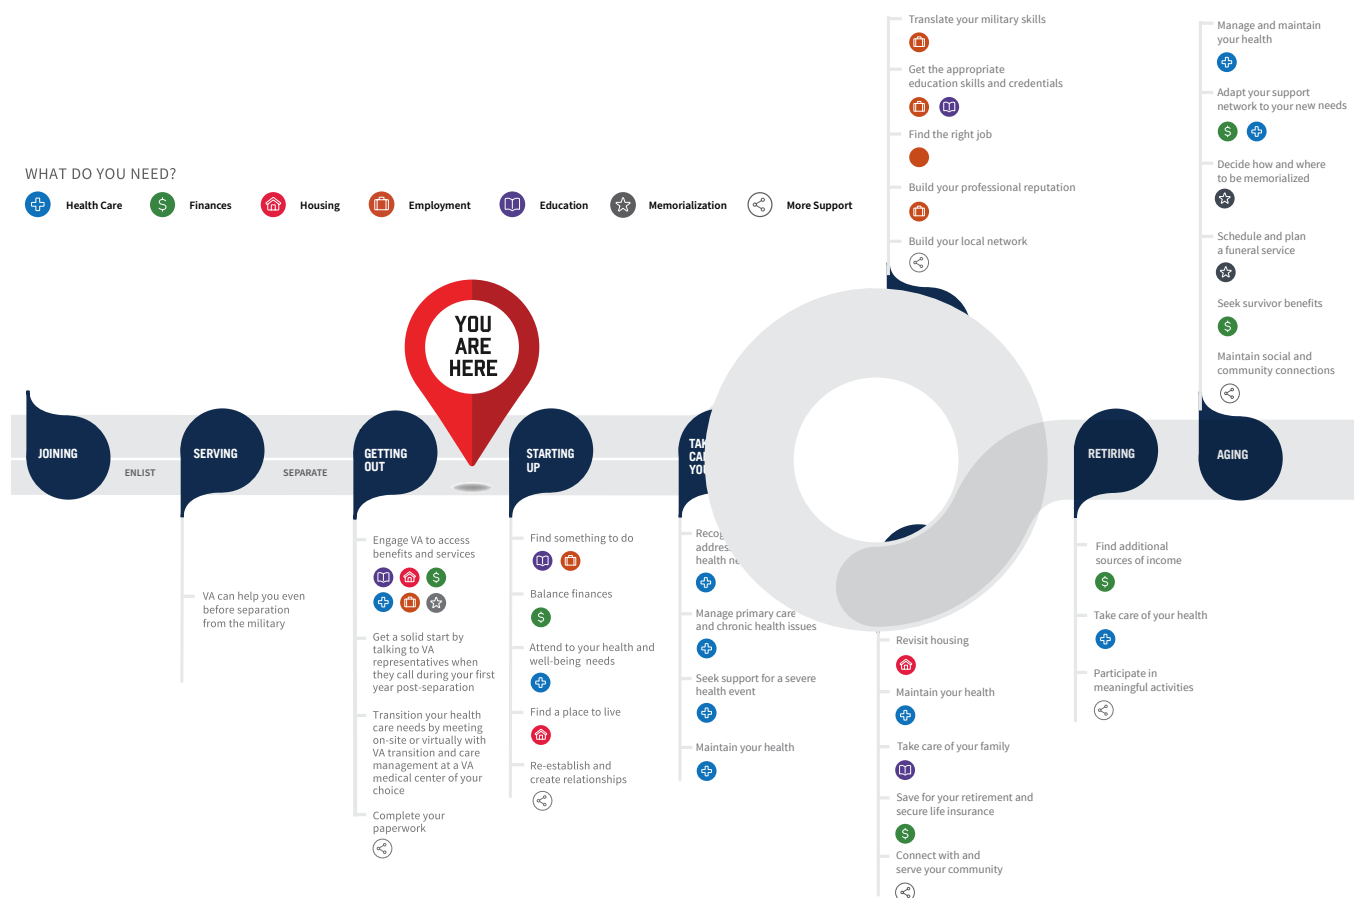 WHAT DO YOU NEED?
Health Care
Finances
Housing
Employment
Education
Memorialization
More Support
YOU
ARE
HERE
JOINING
ENLIST
SERVING
SEPARATE
GETTING
OUT
STARTING
UP
RETIRING
AGING
VA can help you even
before separation
from the military
Engage VA to access
benefits and services
Get a solid start by
talking to VA
representatives when
they call during your first
year post-separation
Transition your health
care needs by meeting
on-site or virtually with
VA transition and care
management at a VA
medical center of your
choice
Complete your
paperwork
Find something to do
Balance finances
Attend to your health and
well-being needs
Find a place to live
Re-establish and
create relationships
health
Manage primary care
and chronic health issues
Seek support for a severe
health event
Maintain your health
Translate your military skills
Get the appropriate
education skills and credentials
Find the right job
Build your professional reputation
Build your local network
Revisit housing
Maintain your health
Take care of your family
Save for your retirement and
secure life insurance
Connect with and
serve your community
Find additional
sources of income
Take care of your health
Participate in
meaningful activities
Manage and maintain
your health
Adapt your support
network to your new needs
Decide how and where
to be memorialized
Schedule and plan
a funeral service
Seek survivor benefits
Maintain social and
community connections